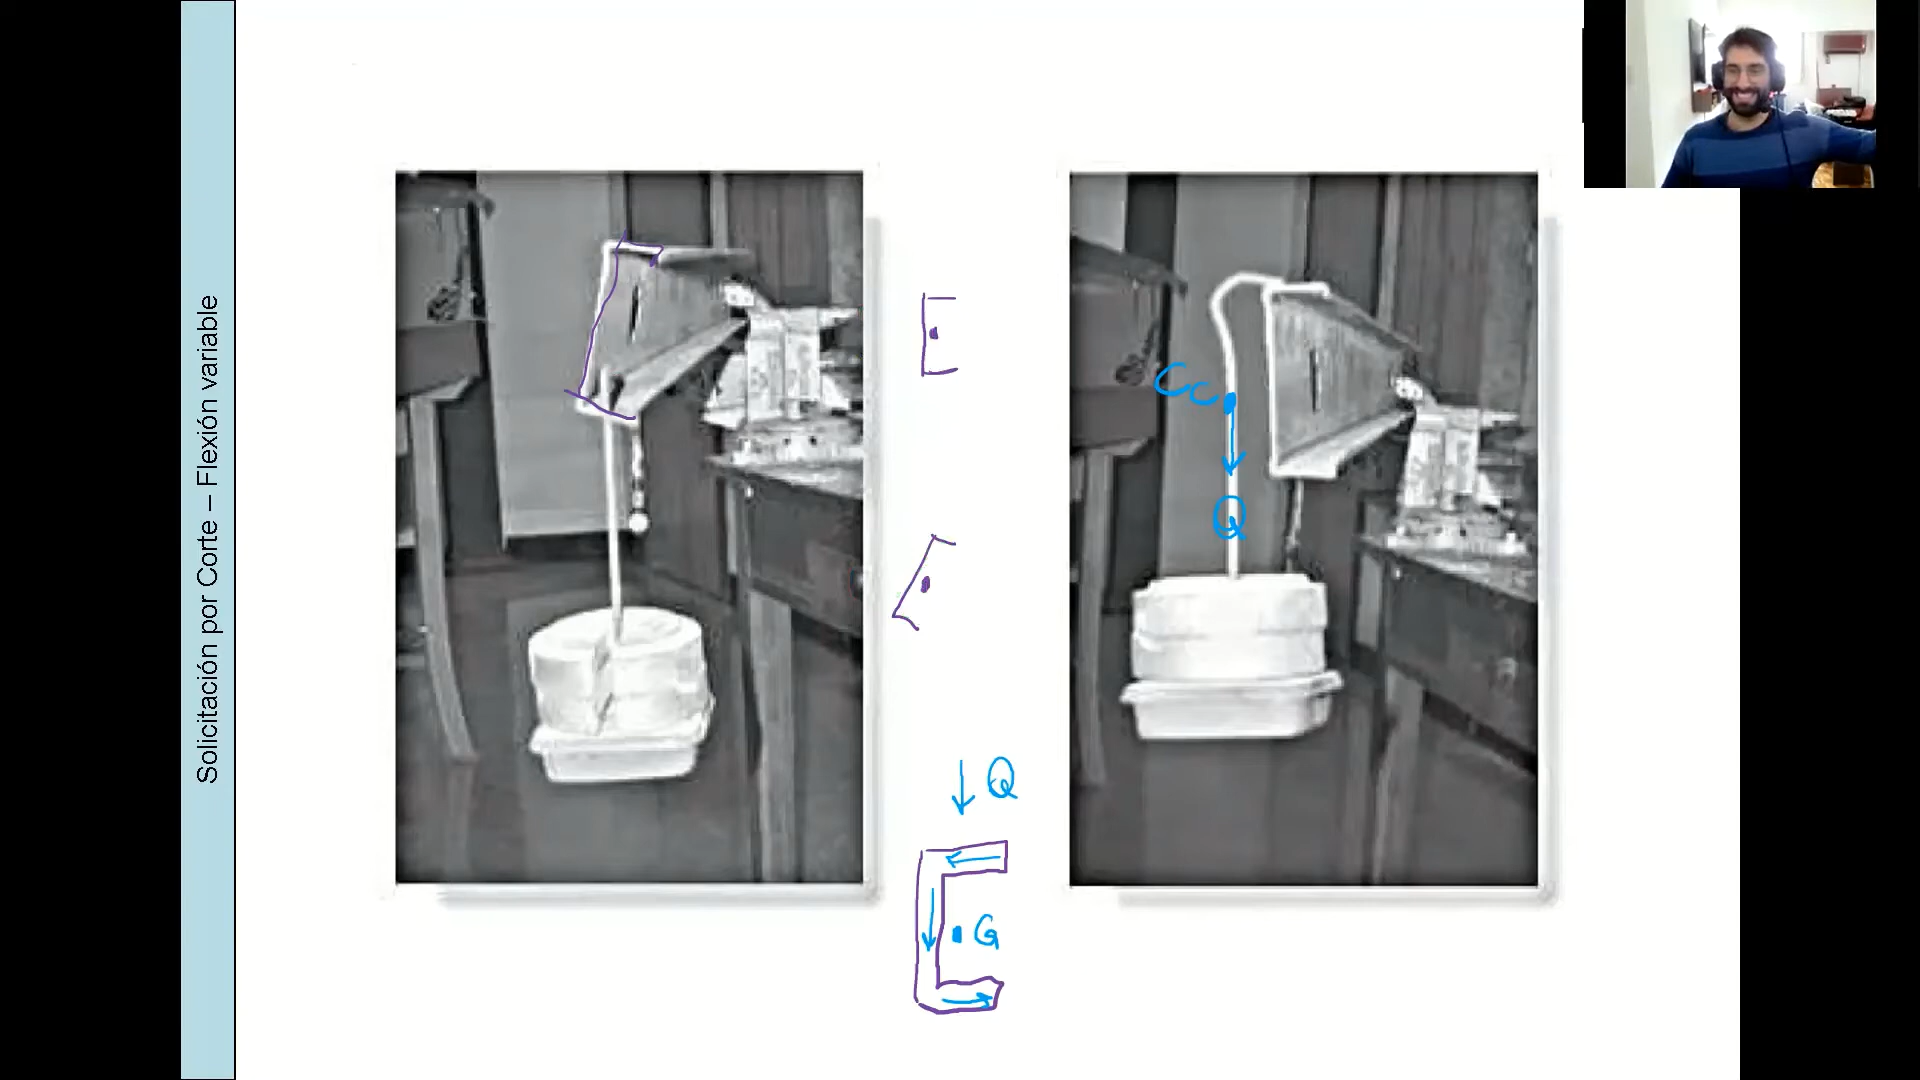 Solicitación por Corte – Flexión variable
Cc
Q
Q
G